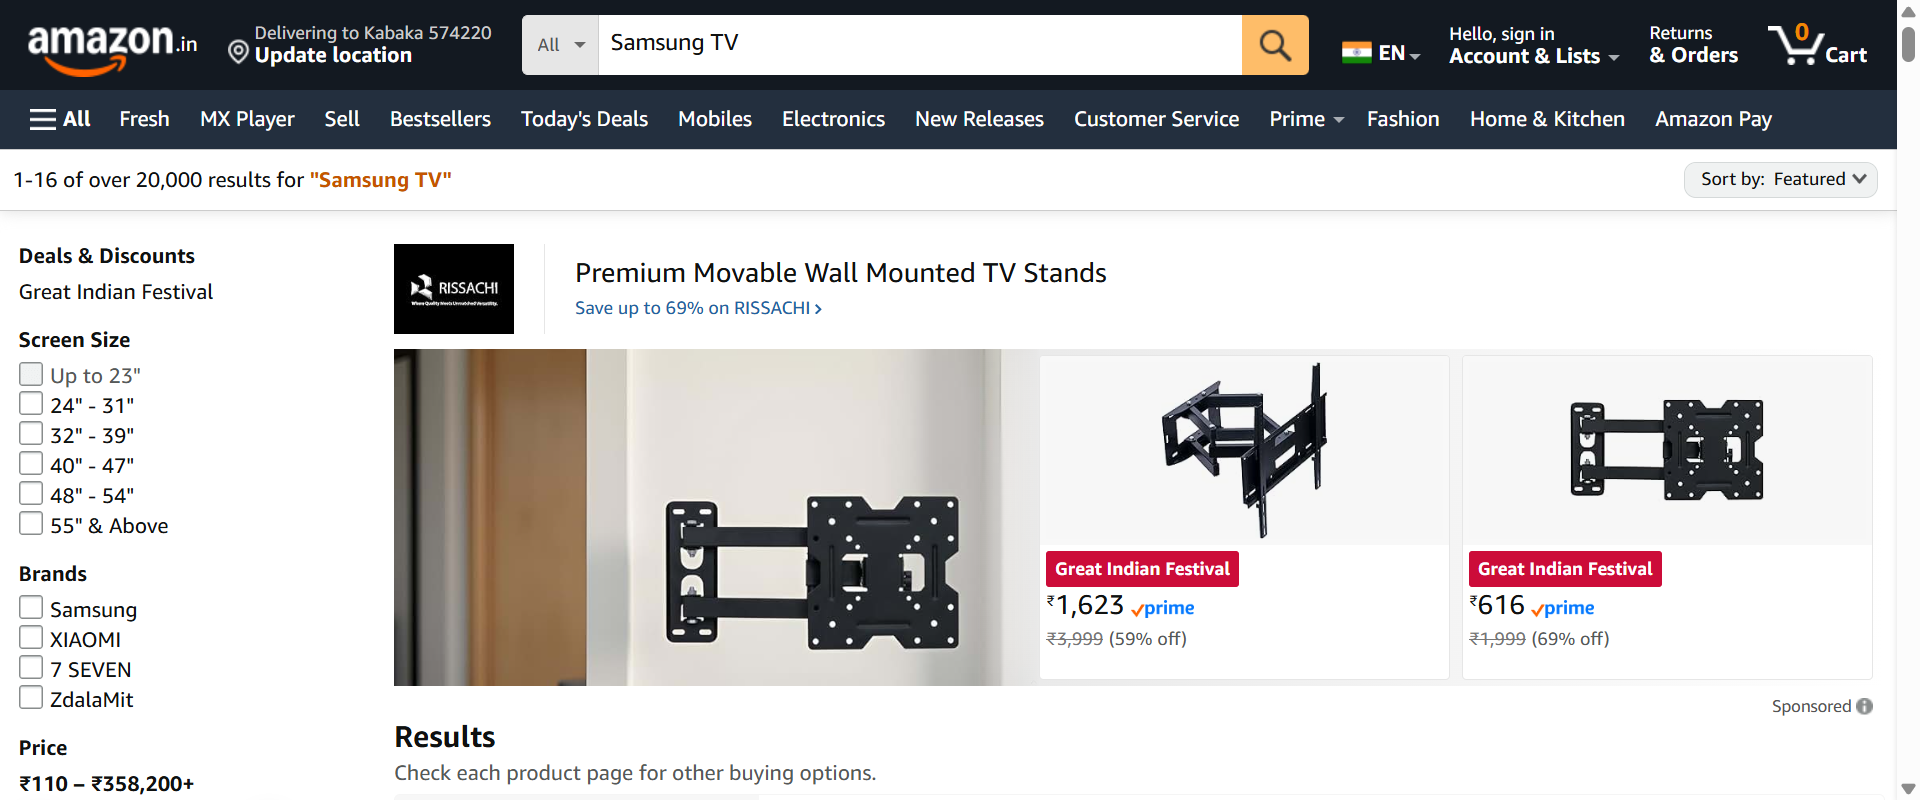 amazon.in
Delivering to Kabaka 574220
Update location
All
Samsung TV
EN
Hello, sign in
Account & Lists
Returns
& Orders
0
Cart
All
Fresh
MX Player
Sell
Bestsellers
Today's Deals
Mobiles
Electronics
New Releases
Customer Service
Prime
Fashion
Home & Kitchen
Amazon Pay
1-16 of over 20,000 results for "Samsung TV"
Sort by: Featured
Deals & Discounts
Great Indian Festival
Screen Size
Up to 23"
24" - 31"
32" - 39"
40" - 47"
48" - 54"
55" & Above
Brands
Samsung
XIAOMI
7 SEVEN
ZdalaMit
Price
₹110 – ₹358,200+
RISSACHI
Where Quality Meets Unmatched Versatility.
Premium Movable Wall Mounted TV Stands
Save up to 69% on RISSACHI ›
Great Indian Festival
₹1,623 prime
₹3,999 (59% off)
Great Indian Festival
₹616 prime
₹1,999 (69% off)
Sponsored
Results
Check each product page for other buying options.